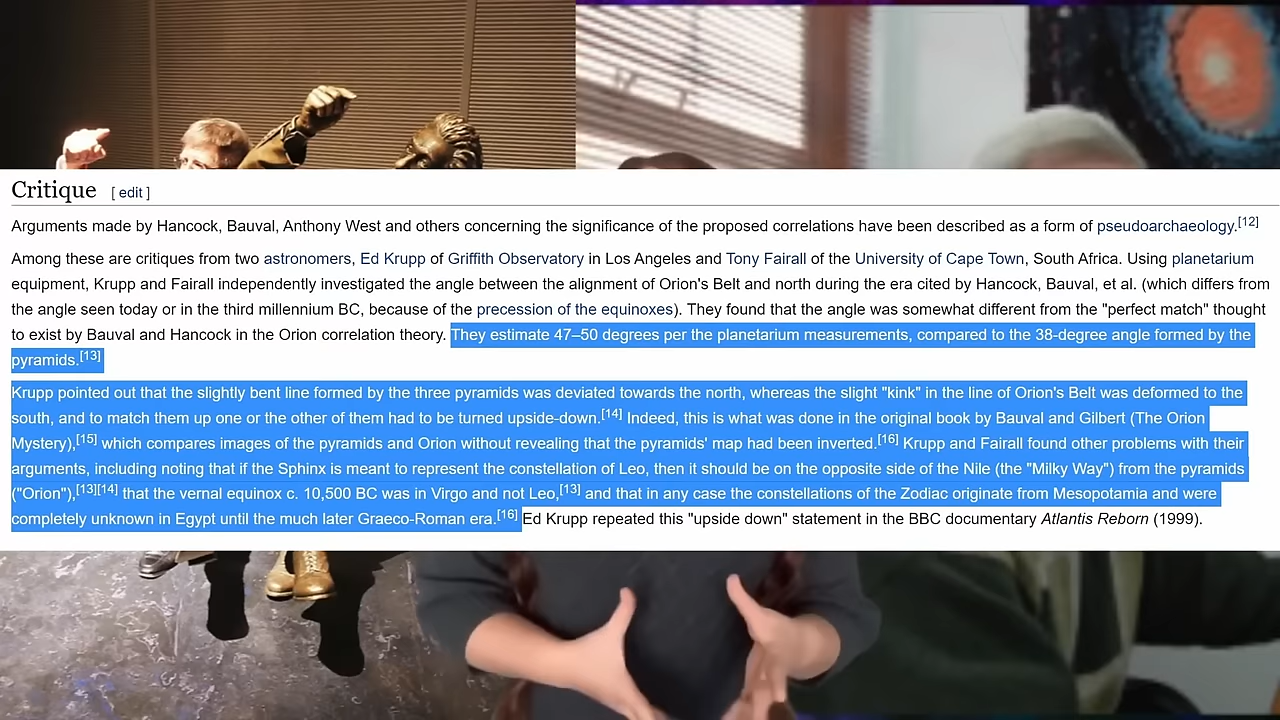 Critique [ edit ]
Arguments made by Hancock, Bauval, Anthony West and others concerning the significance of the proposed correlations have been described as a form of pseudoarchaeology.[12]
Among these are critiques from two astronomers, Ed Krupp of Griffith Observatory in Los Angeles and Tony Fairall of the University of Cape Town, South Africa. Using planetarium
equipment, Krupp and Fairall independently investigated the angle between the alignment of Orion's Belt and north during the era cited by Hancock, Bauval, et al. (which differs from
the angle seen today or in the third millennium BC, because of the precession of the equinoxes). They found that the angle was somewhat different from the "perfect match" thought
to exist by Bauval and Hancock in the Orion correlation theory. They estimate 47–50 degrees per the planetarium measurements, compared to the 38-degree angle formed by the
pyramids.[13]
Krupp pointed out that the slightly bent line formed by the three pyramids was deviated towards the north, whereas the slight "kink" in the line of Orion's Belt was deformed to the
south, and to match them up one or the other of them had to be turned upside-down.[14] Indeed, this is what was done in the original book by Bauval and Gilbert (The Orion
Mystery),[15] which compares images of the pyramids and Orion without revealing that the pyramids' map had been inverted.[16] Krupp and Fairall found other problems with their
arguments, including noting that if the Sphinx is meant to represent the constellation of Leo, then it should be on the opposite side of the Nile (the "Milky Way") from the pyramids
("Orion"),[13][14] that the vernal equinox c. 10,500 BC was in Virgo and not Leo,[13] and that in any case the constellations of the Zodiac originate from Mesopotamia and were
completely unknown in Egypt until the much later Graeco-Roman era.[16] Ed Krupp repeated this "upside down" statement in the BBC documentary Atlantis Reborn (1999).